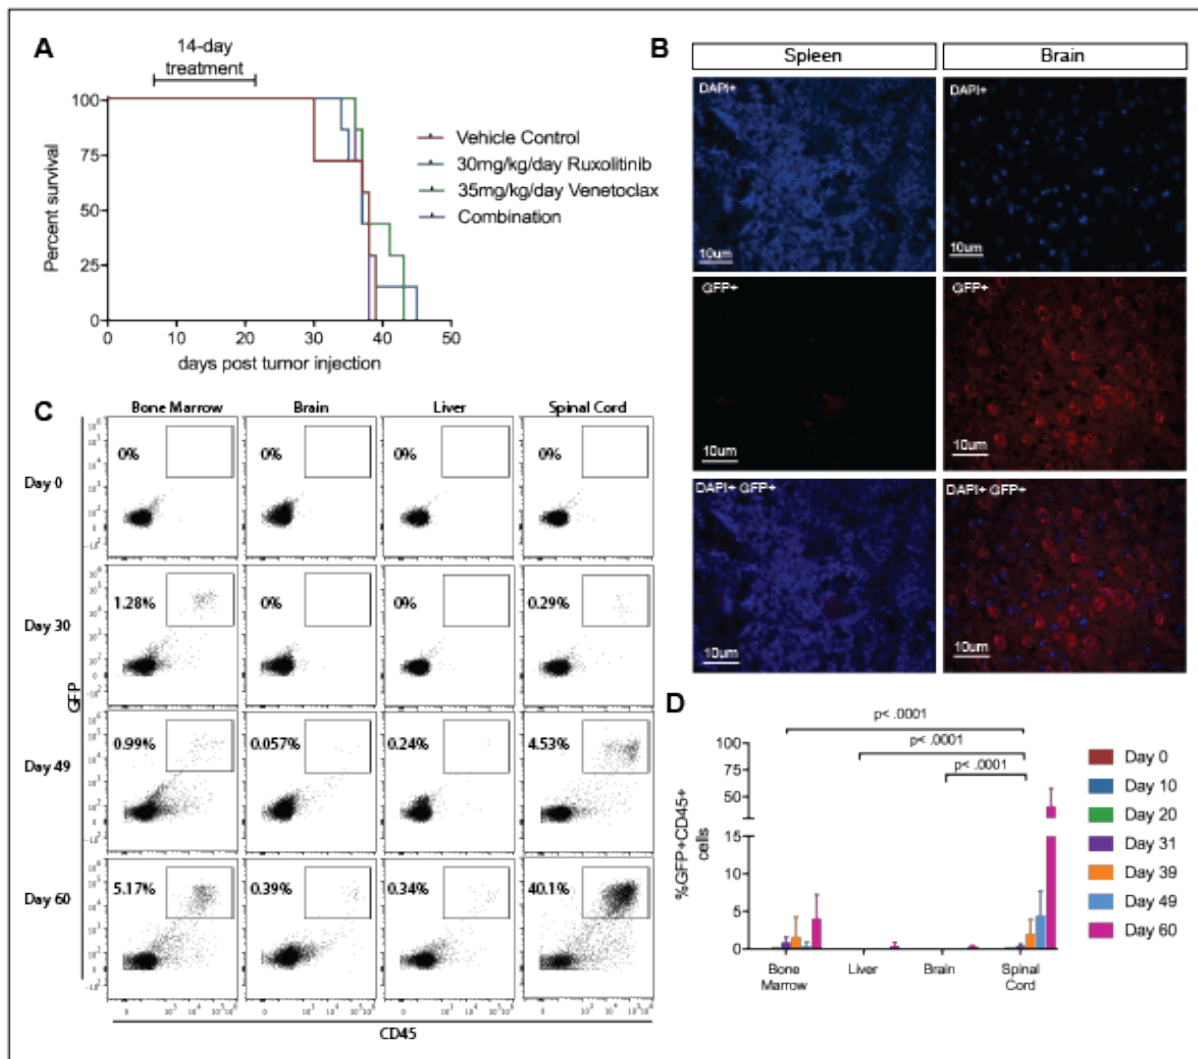 A
14-day
treatment
100
75
50
25
0
Percent survival
0
10
20
30
40
50
days post tumor injection
Vehicle Control
30mg/kg/day Ruxolitinib
35mg/kg/day Venetoclax
Combination
B
Spleen
Brain
DAPI+
DAPI+
10um
10um
GFP+
GFP+
10um
10um
DAPI+ GFP+
DAPI+ GFP+
10um
10um
C
Bone Marrow
Brain
Liver
Spinal Cord
Day 0
0%
0%
0%
0%
Day 30
1.28%
0%
0%
0.29%
GFP
Day 49
0.99%
0.057%
0.24%
4.53%
Day 60
5.17%
0.39%
0.34%
40.1%
CD45
D
p< .0001
p< .0001
p< .0001
100
75
50
25
15
10
5
0
%GFP+CD45+
cells
Bone
Marrow
Liver
Brain
Spinal
Cord
Day 0
Day 10
Day 20
Day 31
Day 39
Day 49
Day 60